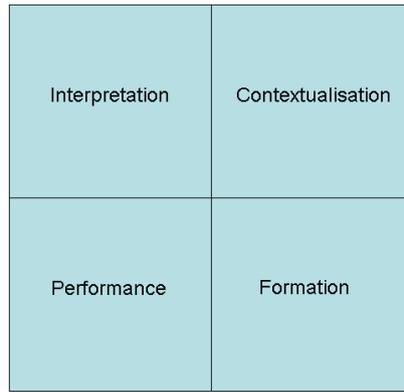 Interpretation
Contextualisation
Performance
Formation